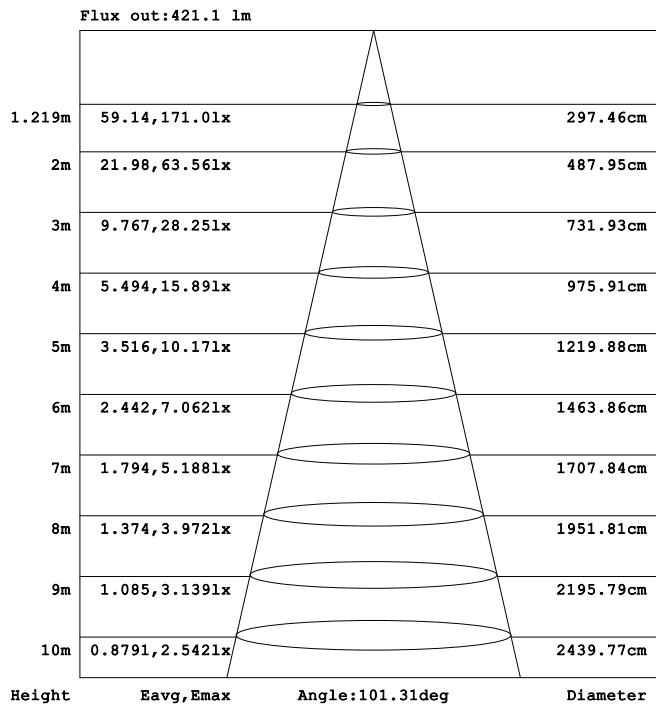 Flux out:421.1 lm
1.219m 59.14,171.0lx 297.46cm
2m 21.98,63.56lx 487.95cm
3m 9.767,28.25lx 731.93cm
4m 5.494,15.89lx 975.91cm
5m 3.516,10.17lx 1219.88cm
6m 2.442,7.062lx 1463.86cm
7m 1.794,5.188lx 1707.84cm
8m 1.374,3.972lx 1951.81cm
9m 1.085,3.139lx 2195.79cm
10m 0.8791,2.542lx 2439.77cm
Height Eavg,Emax Angle:101.31deg Diameter